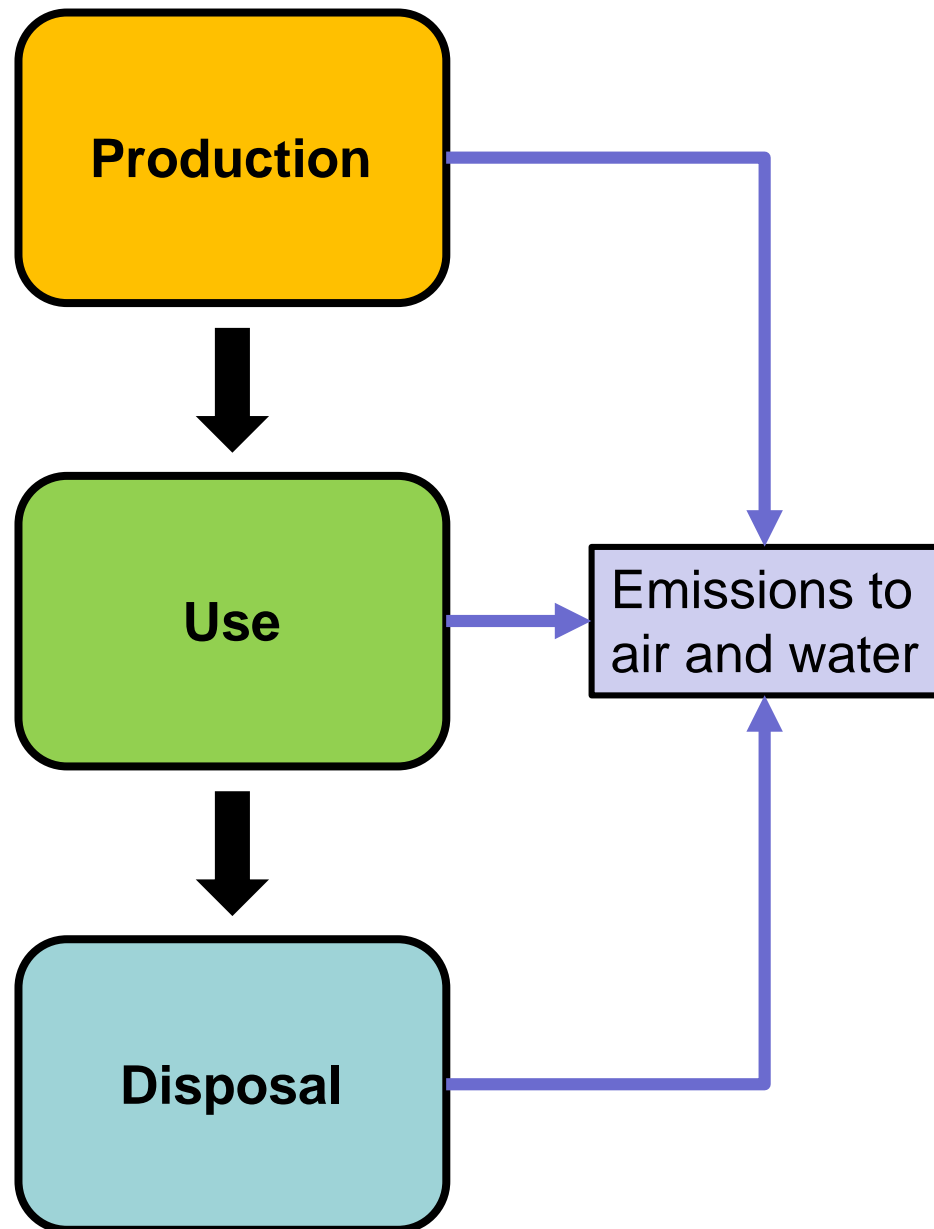 Production
Use
Emissions to
air and water
Disposal